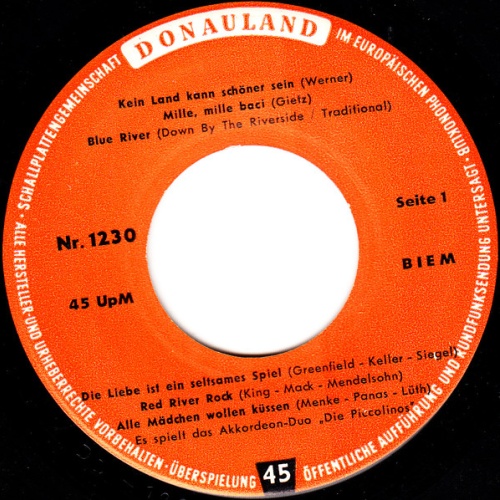 DONAULAND
SCHALLPLATTENGEMEINSCHAFT
IM EUROPÄISCHEN PHONOKLUB
Kein Land kann schöner sein (Werner)
Mille, mille baci (Gietz)
Blue River (Down By The Riverside / Traditional)
Seite 1
Nr. 1230
BIEM
45 UpM
Die Liebe ist ein seltsames Spiel (Greenfield - Keller - Siegel)
Red River Rock (King - Mack - Mendelsohn)
Alle Mädchen wollen küssen (Menke - Panas - Lüth)
Es spielt das Akkordeon-Duo „Die Piccolinos"
· ALLE HERSTELLER- UND URHEBERRECHTE VORBEHALTEN · ÜBERSPIELUNG 45 ÖFFENTLICHE AUFFÜHRUNG UND RUNDFUNKSENDUNG UNTERSAGT ·